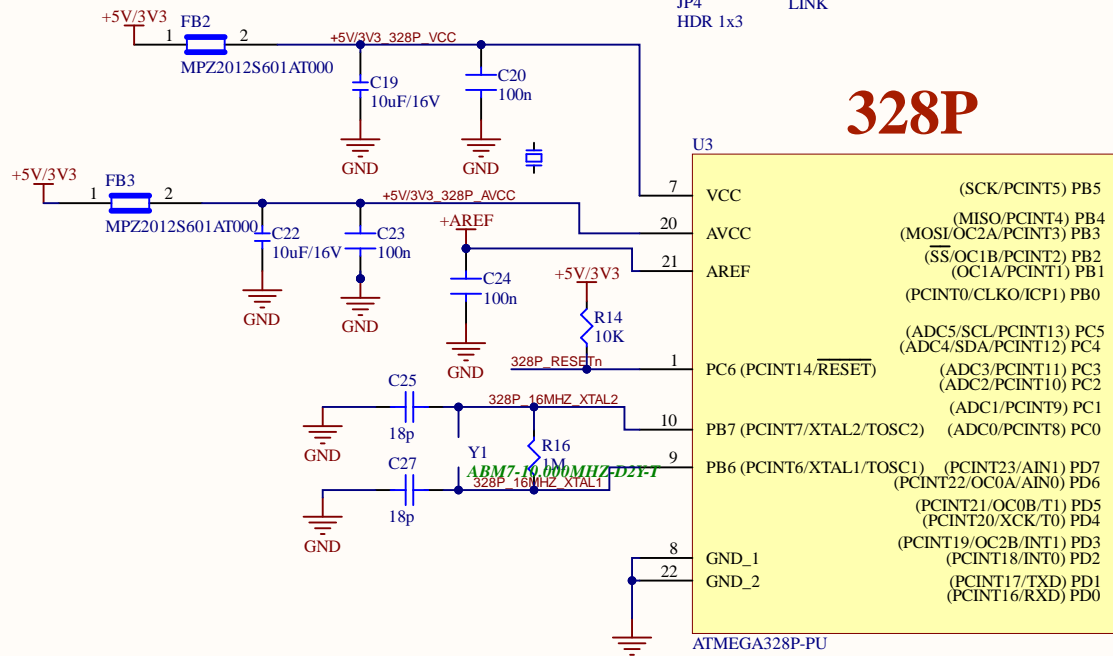 JP4
LINK
HDR 1x3
+5V/3V3
FB2
1
2
+5V/3V3_328P_VCC
MPZ2012S601AT000
C19
10uF/16V
C20
100n
GND
GND
328P
U3
+5V/3V3
FB3
1
2
+5V/3V3_328P_AVCC
MPZ2012S601AT000
C22
10uF/16V
C23
100n
GND
GND
+AREF
C24
100n
GND
+5V/3V3
R14
10K
328P_RESETn
C25
18p
GND
328P_16MHZ_XTAL2
Y1
R16
1M
ABM7-10.000MHZ-D2Y-T
328P_16MHZ_XTAL1
C27
18p
GND
7 VCC
20 AVCC
21 AREF
1 PC6 (PCINT14/RESET)
10 PB7 (PCINT7/XTAL2/TOSC2)
9 PB6 (PCINT6/XTAL1/TOSC1)
8 GND_1
22 GND_2
(SCK/PCINT5) PB5
(MISO/PCINT4) PB4
(MOSI/OC2A/PCINT3) PB3
(SS/OC1B/PCINT2) PB2
(OC1A/PCINT1) PB1
(PCINT0/CLKO/ICP1) PB0
(ADC5/SCL/PCINT13) PC5
(ADC4/SDA/PCINT12) PC4
(ADC3/PCINT11) PC3
(ADC2/PCINT10) PC2
(ADC1/PCINT9) PC1
(ADC0/PCINT8) PC0
(PCINT23/AIN1) PD7
(PCINT22/OC0A/AIN0) PD6
(PCINT21/OC0B/T1) PD5
(PCINT20/XCK/T0) PD4
(PCINT19/OC2B/INT1) PD3
(PCINT18/INT0) PD2
(PCINT17/TXD) PD1
(PCINT16/RXD) PD0
ATMEGA328P-PU